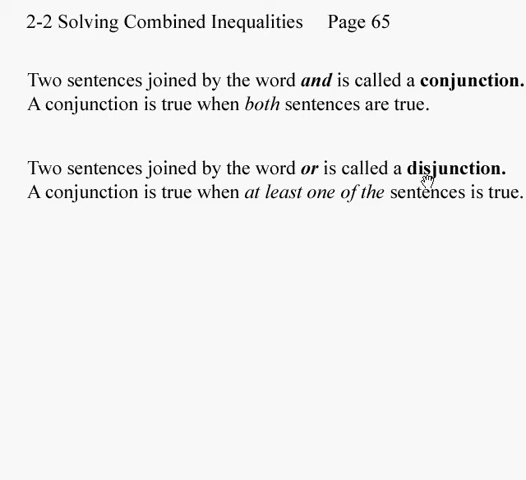 2-2 Solving Combined Inequalities Page 65
Two sentences joined by the word and is called a conjunction.
A conjunction is true when both sentences are true.
Two sentences joined by the word or is called a disjunction.
A conjunction is true when at least one of the sentences is true.